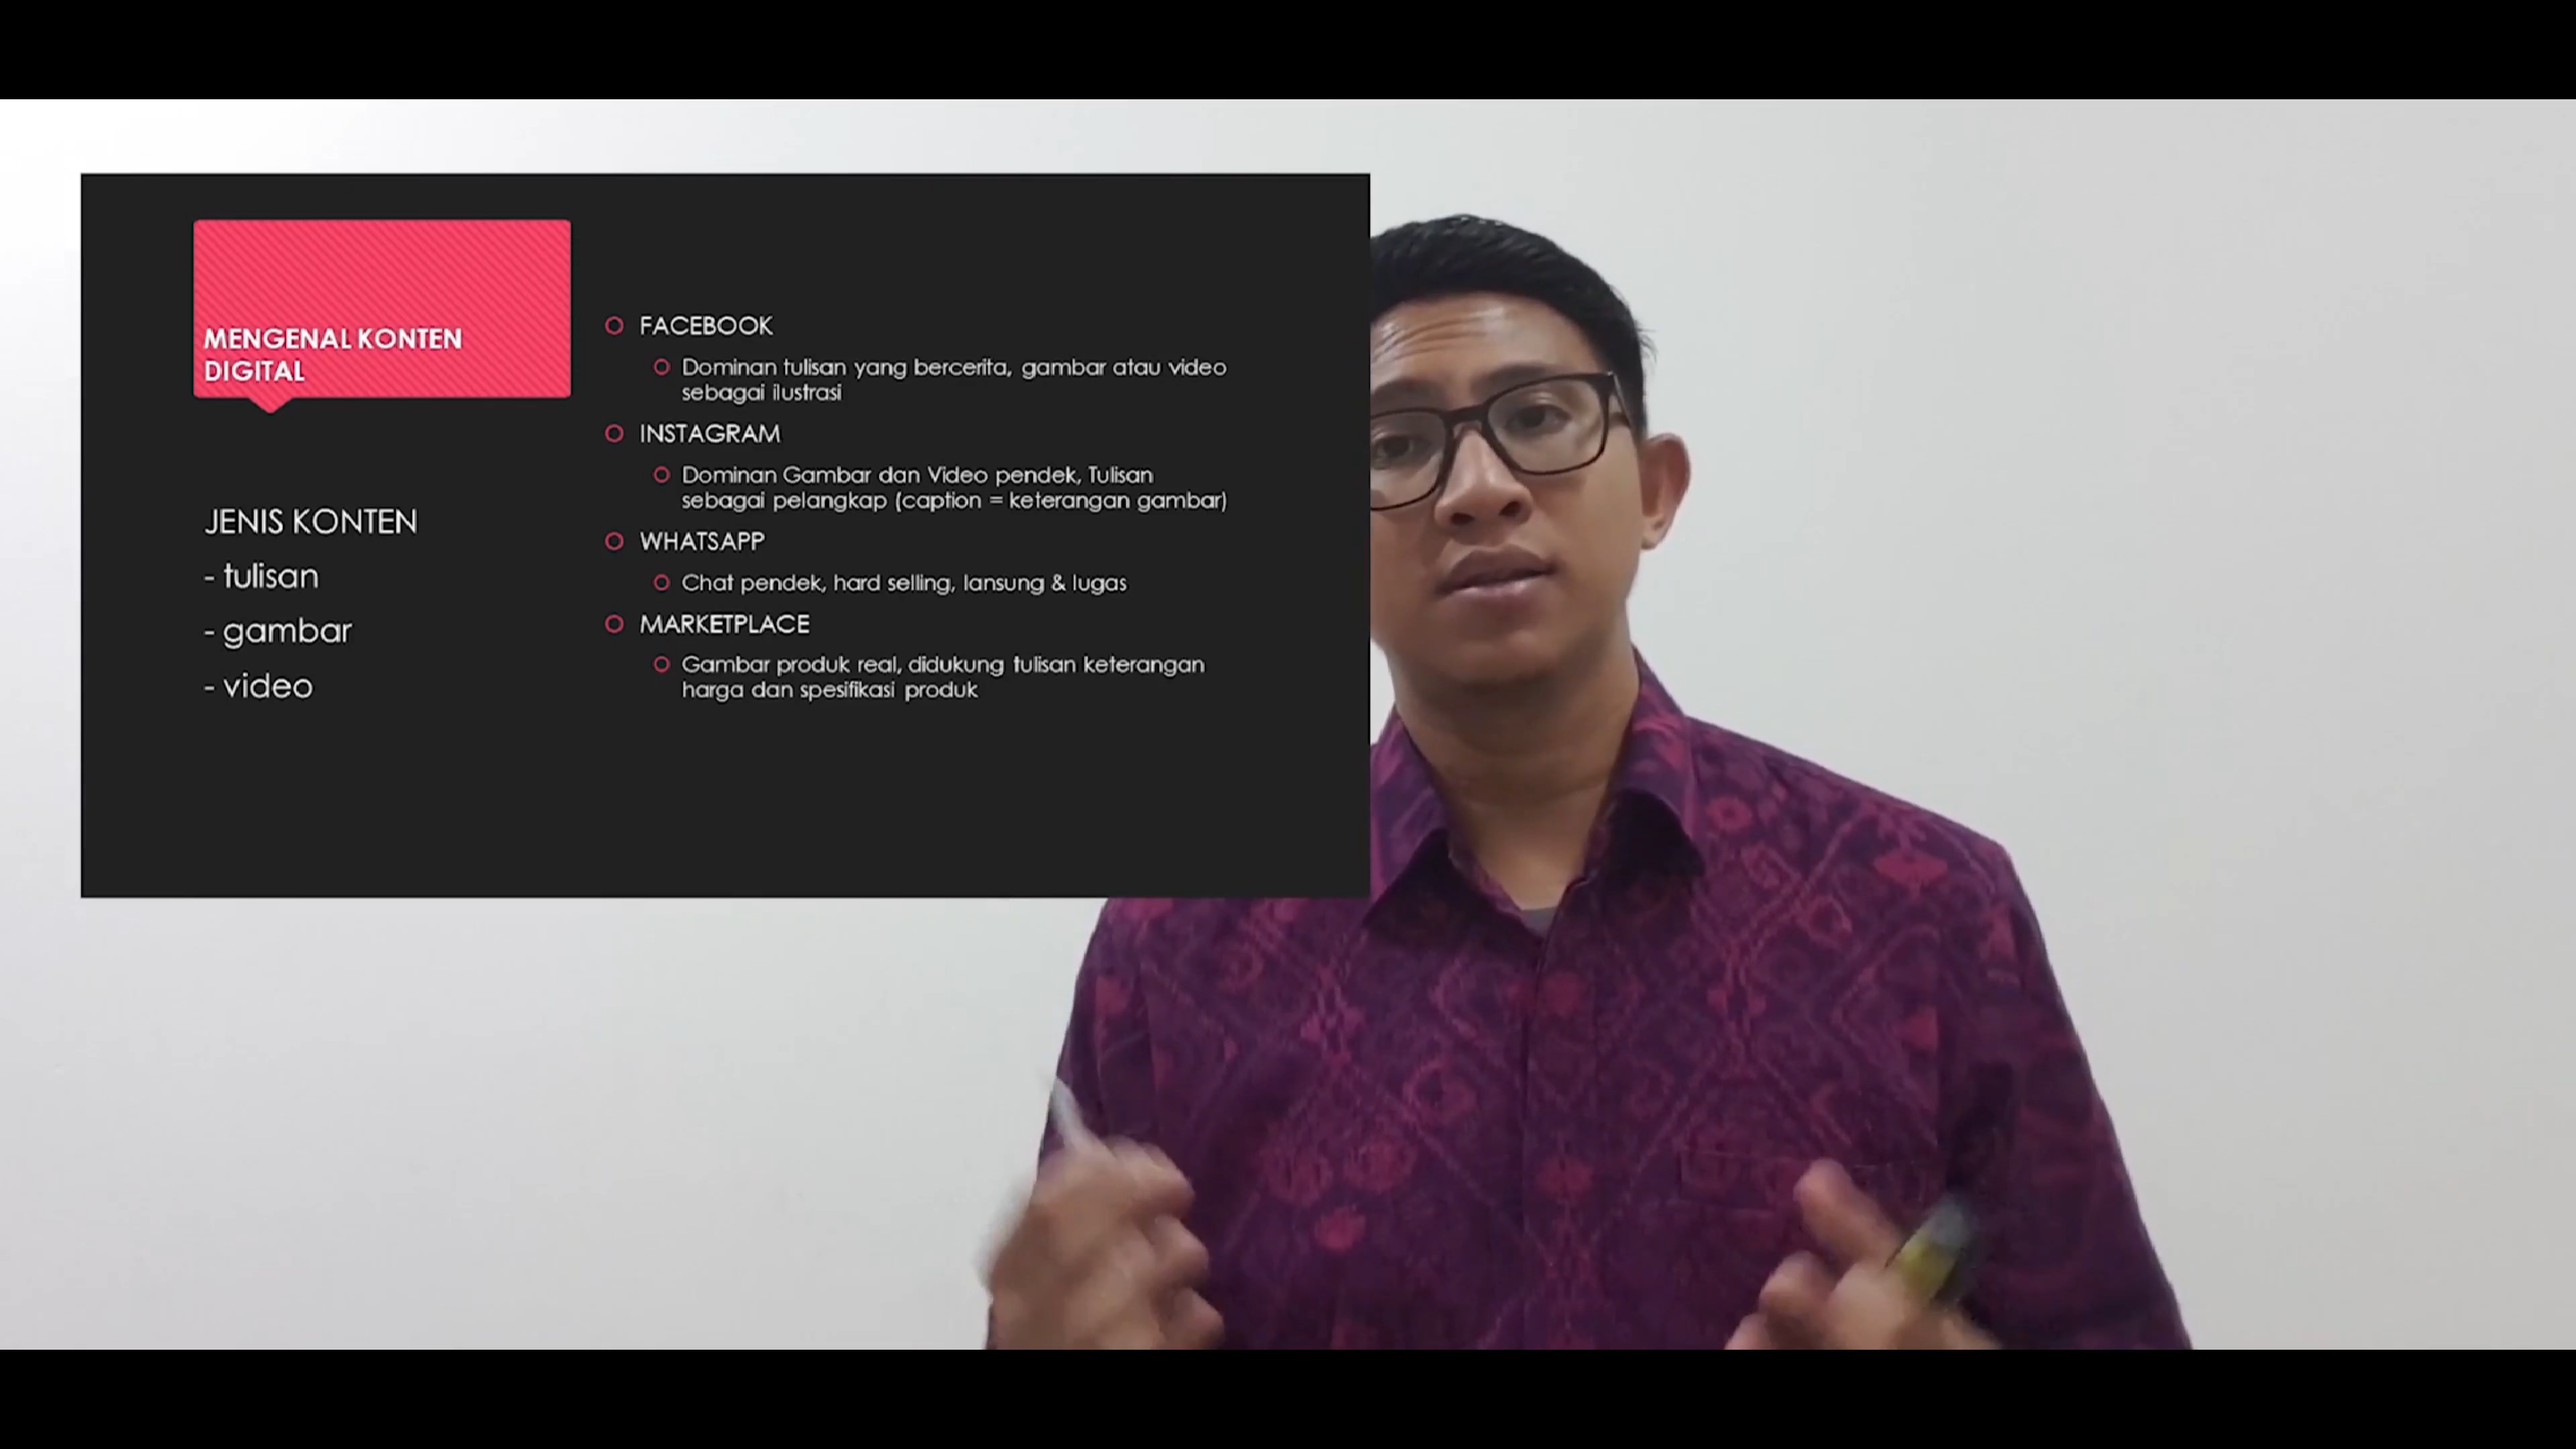 MENGENAL KONTEN
DIGITAL
JENIS KONTEN
- tulisan
- gambar
- video
FACEBOOK
Dominan tulisan yang bercerita, gambar atau video
sebagai ilustrasi
INSTAGRAM
Dominan Gambar dan Video pendek, Tulisan
sebagai pelangkap (caption = keterangan gambar)
WHATSAPP
Chat pendek, hard selling, lansung & lugas
MARKETPLACE
Gambar produk real, didukung tulisan keterangan
harga dan spesifikasi produk